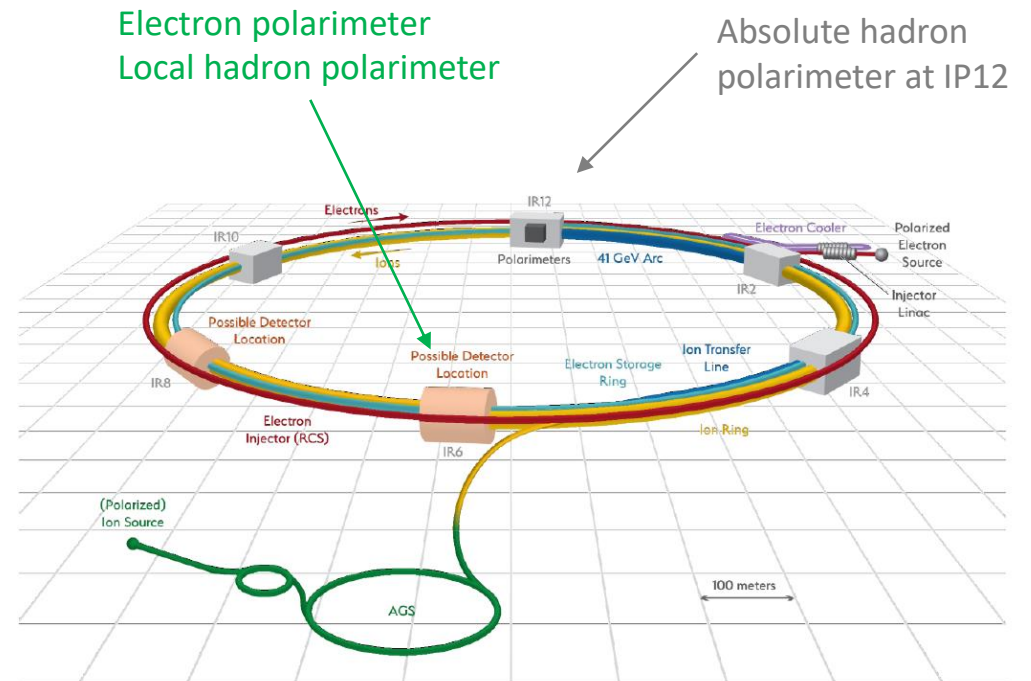 Electron polarimeter
Local hadron polarimeter
Absolute hadron
polarimeter at IP12
IR12
Electrons
IR10
Ions
Polarimeters
41 GeV Arc
Electron Cooler
Polarized
Electron
Source
IR2
Injector
Linac
Possible Detector
Location
IR8
Possible Detector
Location
Electron Storage
Ring
Ion Transfer
Line
IR4
Electron
Injector (RCS)
IR6
Ion Ring
(Polarized)
Ion Source
100 meters
AGS